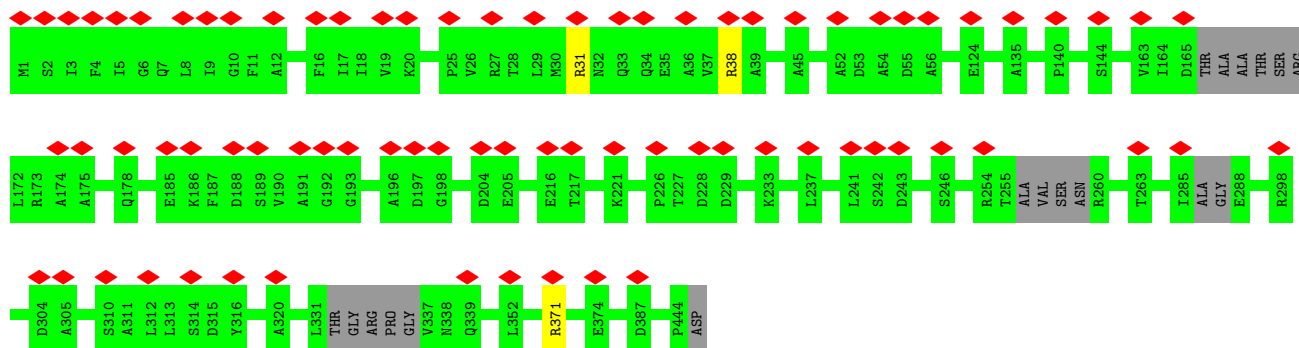 M1 S2 I3 F4 I5 G6 Q7 L8 I9 G10 F11 A12 F16 I17 I18 V19 K20 P25 V26 R27 T28 L29 M30 R31 N32 Q33 Q34 E35 A36 V37 R38 A39 A45 A52 D53 A54 D55 A56 E124 A135 P140 S144 V163 I164 D165 THR ALA ALA THR SER ARG
L172 R173 A174 A175 Q178 E185 K186 F187 D188 S189 V190 A191 G192 G193 A196 D197 G198 D204 E205 E216 T217 K221 P226 T227 D228 D229 K233 L237 L241 S242 D243 S246 R254 T255 ALA VAL SER ASN R260 T263 I285 ALA GLY E288 R298
D304 A305 S310 A311 L312 L313 S314 D315 Y316 A320 L331 THR GLY ARG PRO GLY V337 N338 Q339 L352 R371 E374 D387 P444 ASP